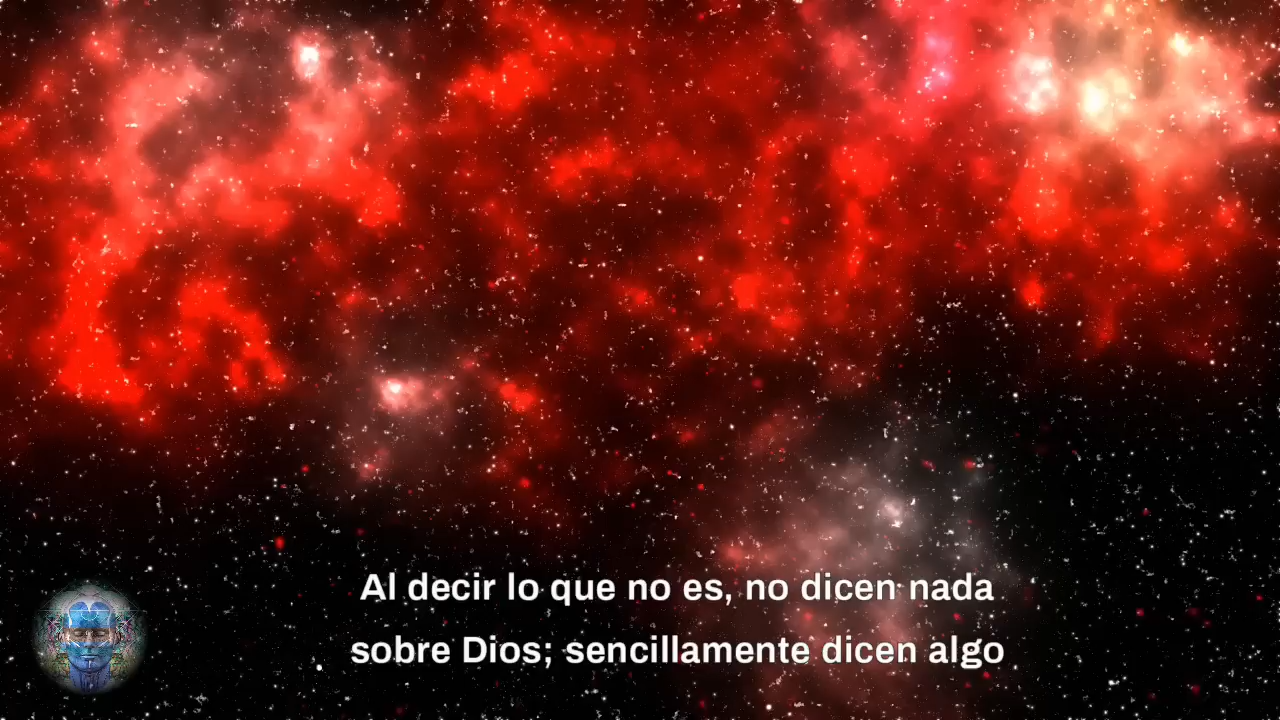 Al decir lo que no es, no dicen nada
sobre Dios; sencillamente dicen algo